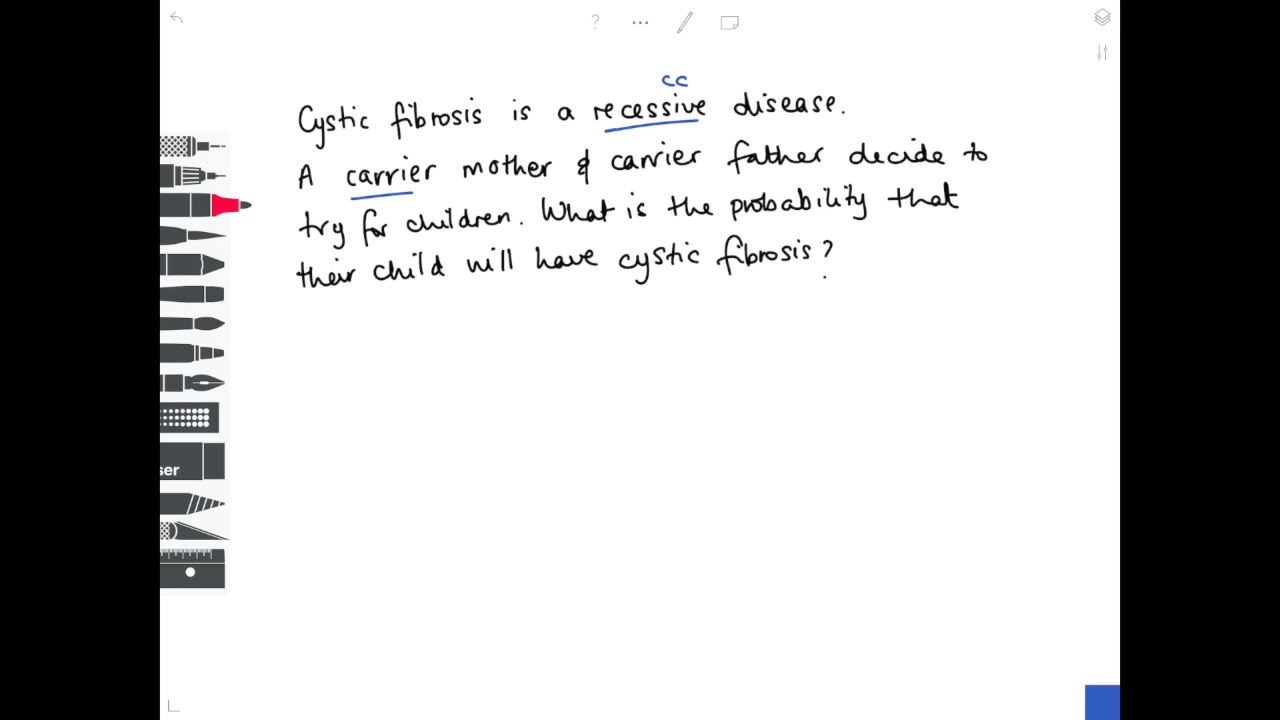 cc
Cystic fibrosis is a recessive disease.
A carrier mother & carrier father decide to
try for children. What is the probability that
their child will have cystic fibrosis?
ser